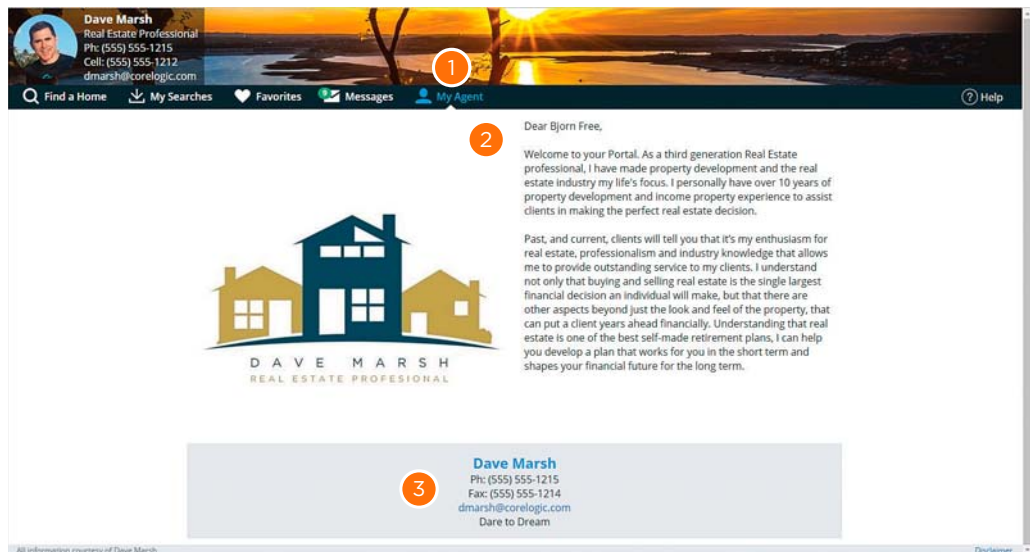 Dave Marsh
Real Estate Professional
Ph: (555) 555-1215
Cell: (555) 555-1212
dmarsh@corelogic.com
1
Find a Home My Searches Favorites Messages My Agent Help
2
Dear Bjorn Free,
Welcome to your Portal. As a third generation Real Estate
professional, I have made property development and the real
estate industry my life's focus. I personally have over 10 years of
property development and income property experience to assist
clients in making the perfect real estate decision.
Past, and current, clients will tell you that it's my enthusiasm for
real estate, professionalism and industry knowledge that allows
me to provide outstanding service to my clients. I understand
not only that buying and selling real estate is the single largest
financial decision an individual will make, but that there are
other aspects beyond just the look and feel of the property, that
can put a client years ahead financially. Understanding that real
estate is one of the best self-made retirement plans, I can help
you develop a plan that works for you in the short term and
shapes your financial future for the long term.
DAVE MARSH
REAL ESTATE PROFESIONAL
3
Dave Marsh
Ph: (555) 555-1215
Fax: (555) 555-1214
dmarsh@corelogic.com
Dare to Dream
All information courtesy of Dave Marsh Disclaimer